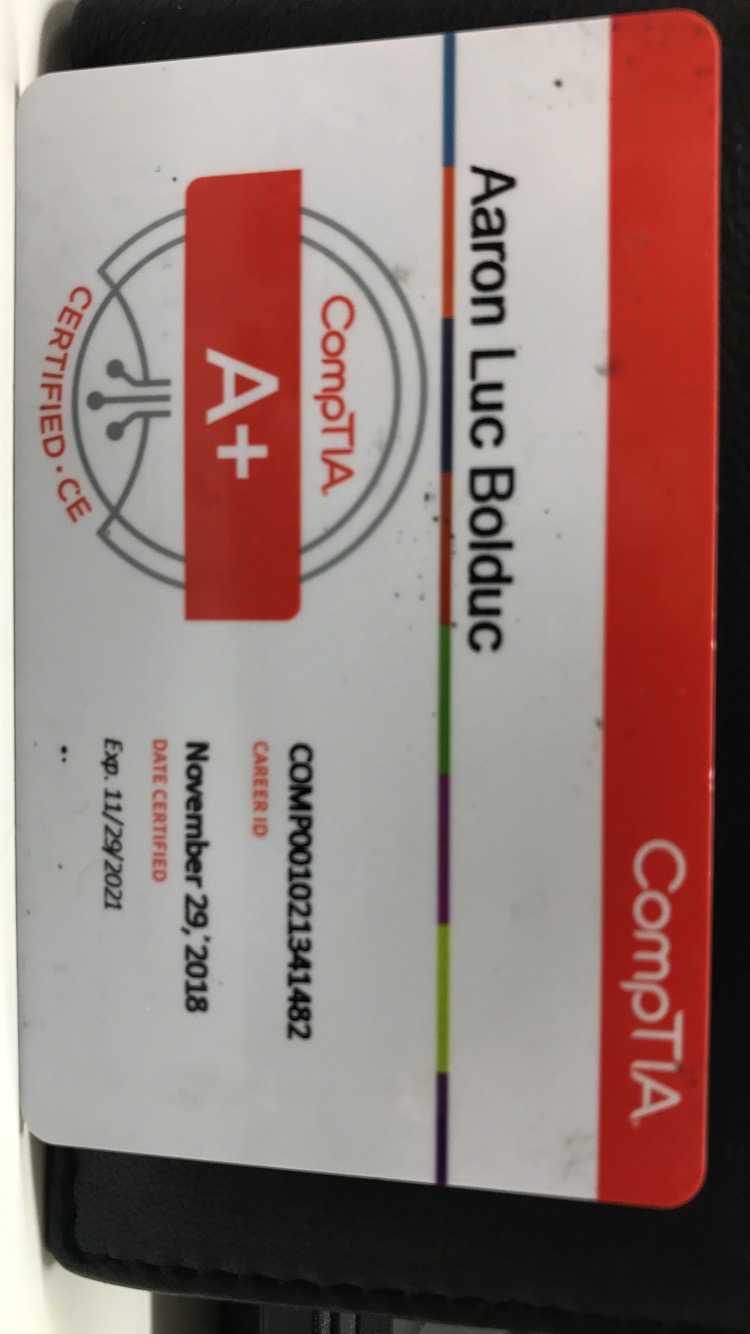 CompTIA.
Aaron Luc Bolduc
CompTIA.
A+
CERTIFIED · CE
COMP001021341482
CAREER ID
November 29, 2018
DATE CERTIFIED
Exp. 11/29/2021